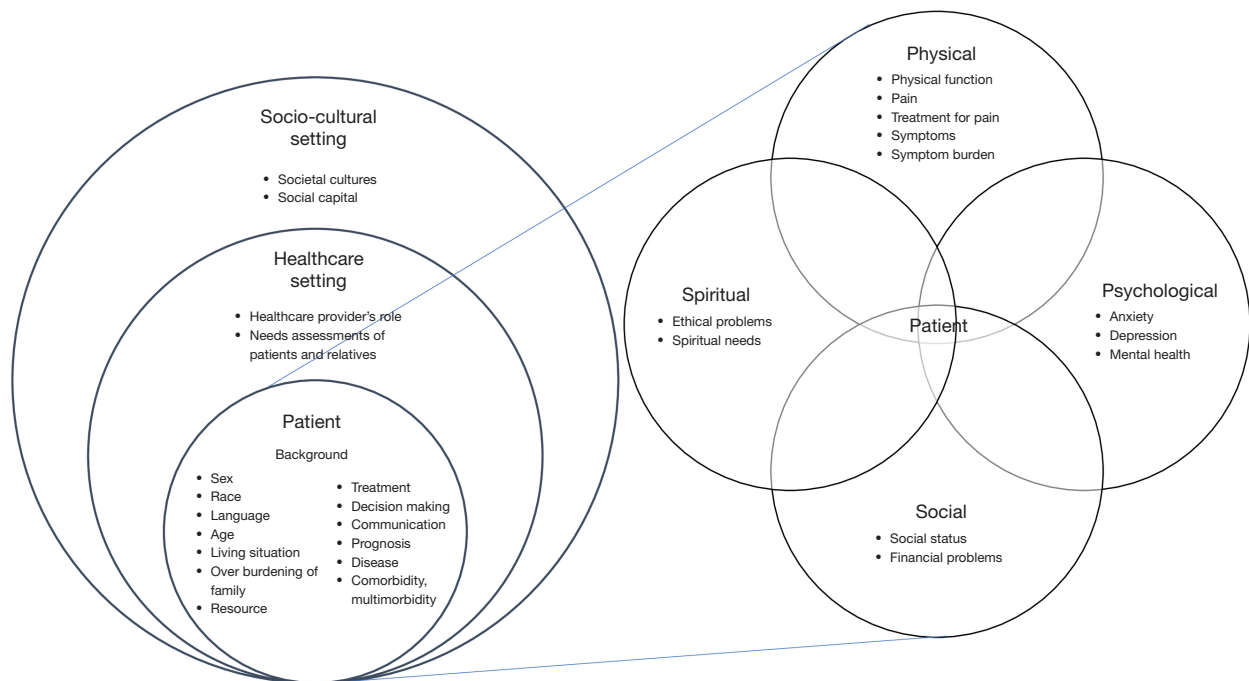 Socio-cultural
setting
• Societal cultures
• Social capital
Healthcare
setting
• Healthcare provider’s role
• Needs assessments of
patients and relatives
Patient
Background
• Sex
• Race
• Language
• Age
• Living situation
• Over burdening of
family
• Resource
• Treatment
• Decision making
• Communication
• Prognosis
• Disease
• Comorbidity,
multimorbidity
Physical
• Physical function
• Pain
• Treatment for pain
• Symptoms
• Symptom burden
Spiritual
• Ethical problems
• Spiritual needs
Patient
Psychological
• Anxiety
• Depression
• Mental health
Social
• Social status
• Financial problems